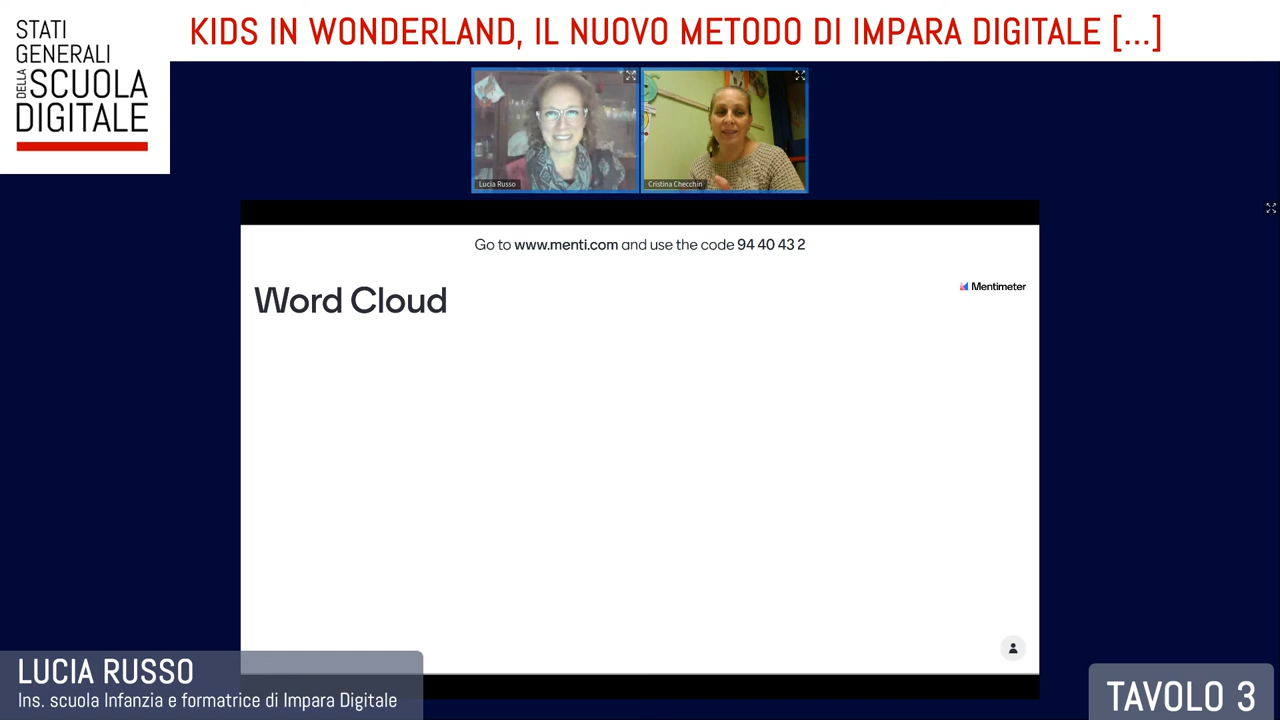 STATI
GENERALI
DELLA SCUOLA
DIGITALE
KIDS IN WONDERLAND, IL NUOVO METODO DI IMPARA DIGITALE [...]
Lucia Russo
Cristina Checchin
Go to www.menti.com and use the code 94 40 43 2
Word Cloud
Mentimeter
LUCIA RUSSO
Ins. scuola Infanzia e formatrice di Impara Digitale
TAVOLO 3